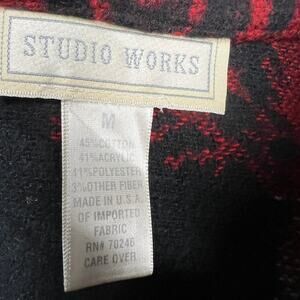 STUDIO WORKS
M
45%COTTON
41%ACRYLIC
11%POLYESTER
3%OTHER FIBER
MADE IN U.S.A.
OF IMPORTED
FABRIC
RN# 70246
CARE OVER